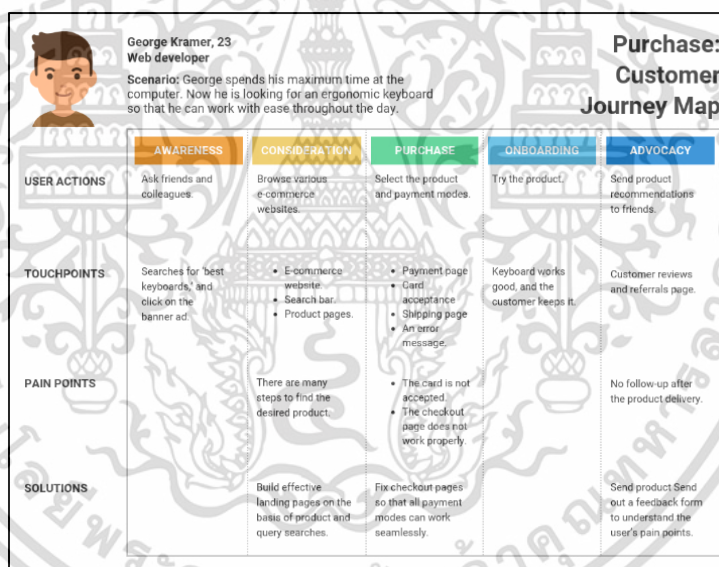 George Kramer, 23
Web developer
Scenario: George spends his maximum time at the
computer. Now he is looking for an ergonomic keyboard
so that he can work with ease throughout the day.
Purchase:
Customer
Journey Map
AWARENESS
CONSIDERATION
PURCHASE
ONBOARDING
ADVOCACY
USER ACTIONS
Ask friends and
colleagues.
Browse various
e-commerce
websites.
Select the product
and payment modes.
Try the product.
Send product
recommendations
to friends.
TOUCHPOINTS
Searches for 'best
keyboards,' and
click on the
banner ad.
• E-commerce
website
• Search bar.
• Product pages.
• Payment page
• Card
acceptance
• Shipping page
• An error
message.
Keyboard works
good, and the
customer keeps it.
Customer reviews
and referrals page.
PAIN POINTS
There are many
steps to find the
desired product.
• The card is not
accepted.
• The checkout
page does not
work properly.
No follow-up after
the product delivery.
SOLUTIONS
Build effective
landing pages on the
basis of product and
query searches.
Fix checkout pages
so that all payment
modes can work
seamlessly.
Send product Send
out a feedback form
to understand the
user's pain points.